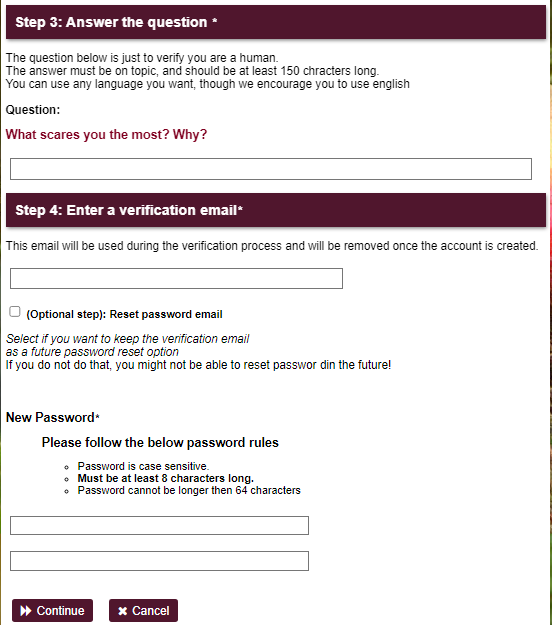 Step 3: Answer the question *
The question below is just to verify you are a human.
The answer must be on topic, and should be at least 150 chracters long.
You can use any language you want, though we encourage you to use english
Question:
What scares you the most? Why?
Step 4: Enter a verification email*
This email will be used during the verification process and will be removed once the account is created.
(Optional step): Reset password email
Select if you want to keep the verification email
as a future password reset option
If you do not do that, you might not be able to reset passwor din the future!
New Password*
Please follow the below password rules
Password is case sensitive.
Must be at least 8 characters long.
Password cannot be longer then 64 characters
Continue Cancel